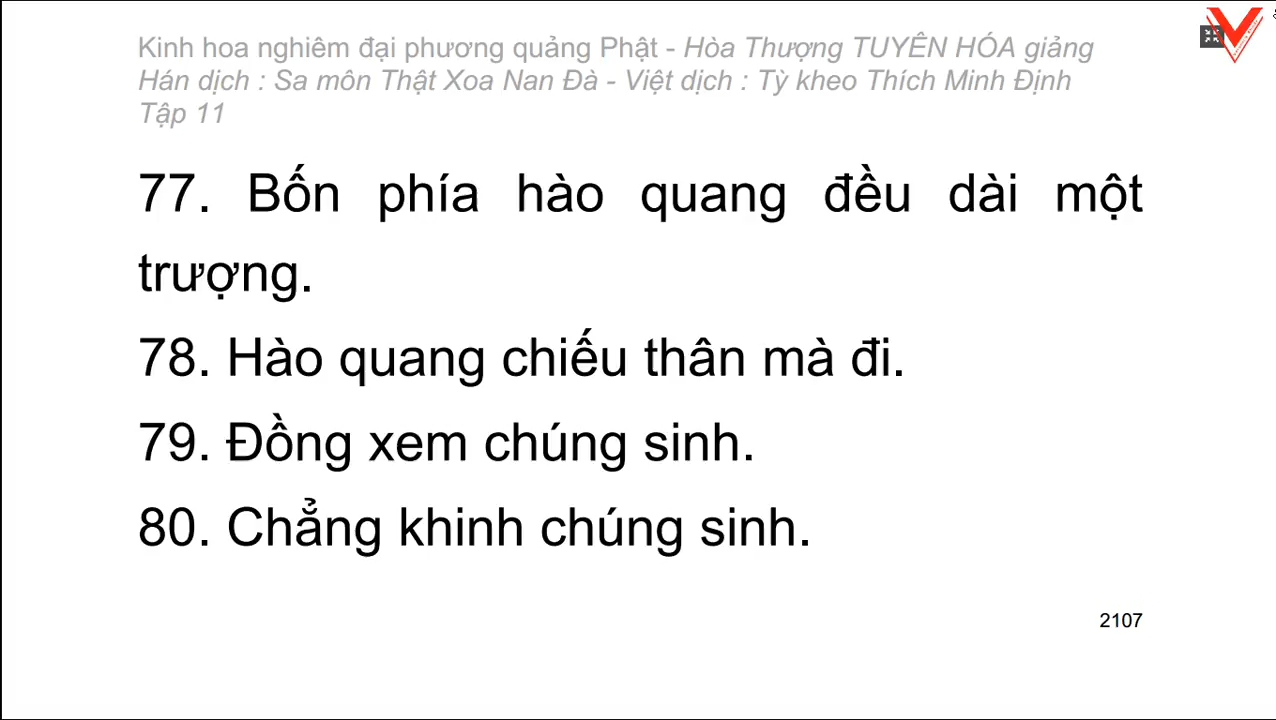 Kinh hoa nghiêm đại phương quảng Phật - Hòa Thượng TUYÊN HÓA giảng
Hán dịch : Sa môn Thật Xoa Nan Đà - Việt dịch : Tỳ kheo Thích Minh Định
Tập 11
77. Bốn phía hào quang đều dài một
trượng.
78. Hào quang chiếu thân mà đi.
79. Đồng xem chúng sinh.
80. Chẳng khinh chúng sinh.
2107